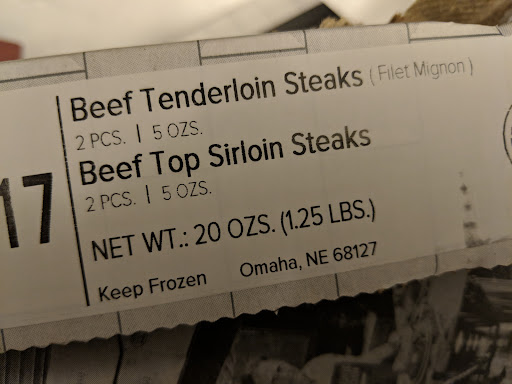 17
Beef Tenderloin Steaks ( Filet Mignon )
2 PCS. | 5 OZS.
Beef Top Sirloin Steaks
2 PCS. | 5 OZS.
NET WT.: 20 OZS. (1.25 LBS.)
Keep Frozen Omaha, NE 68127